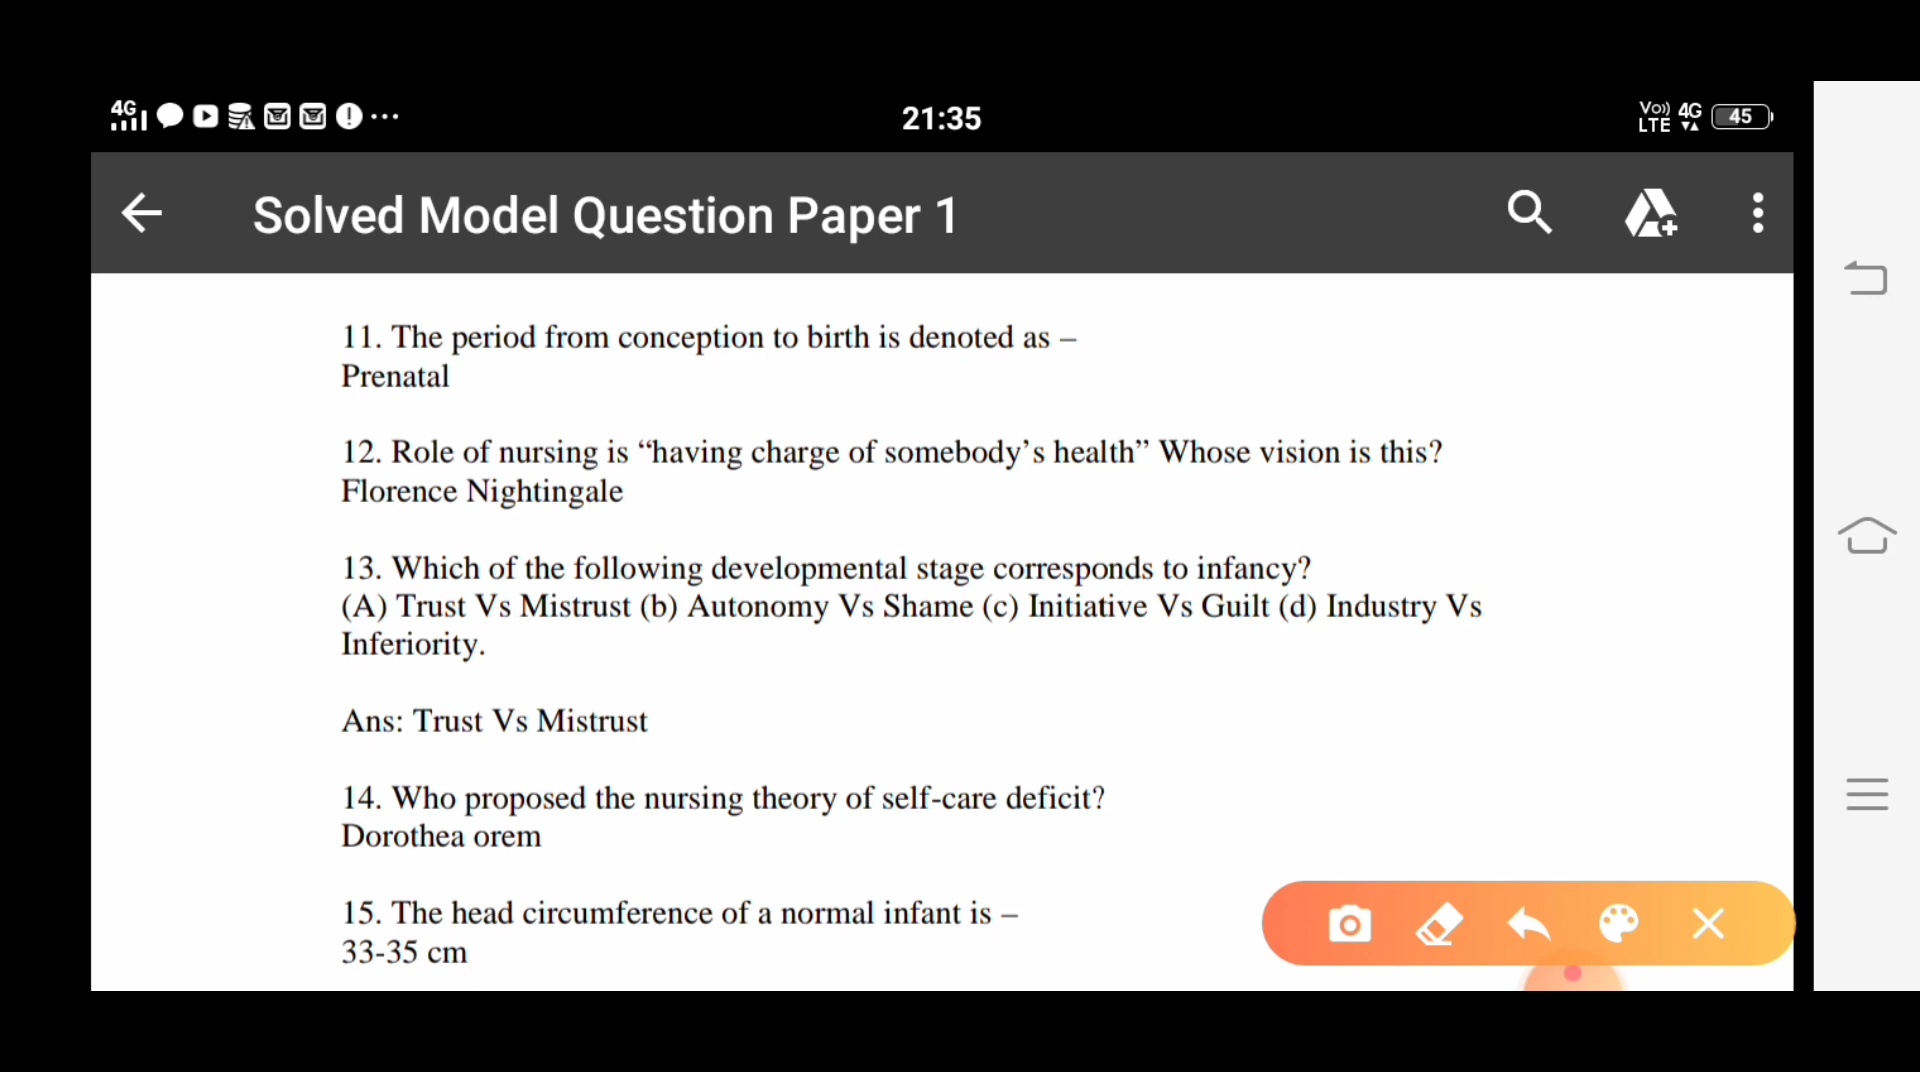 4G
21:35
Vo)) LTE 4G 45
Solved Model Question Paper 1
11. The period from conception to birth is denoted as –
Prenatal
12. Role of nursing is “having charge of somebody’s health” Whose vision is this?
Florence Nightingale
13. Which of the following developmental stage corresponds to infancy?
(A) Trust Vs Mistrust (b) Autonomy Vs Shame (c) Initiative Vs Guilt (d) Industry Vs
Inferiority.
Ans: Trust Vs Mistrust
14. Who proposed the nursing theory of self-care deficit?
Dorothea orem
15. The head circumference of a normal infant is –
33-35 cm